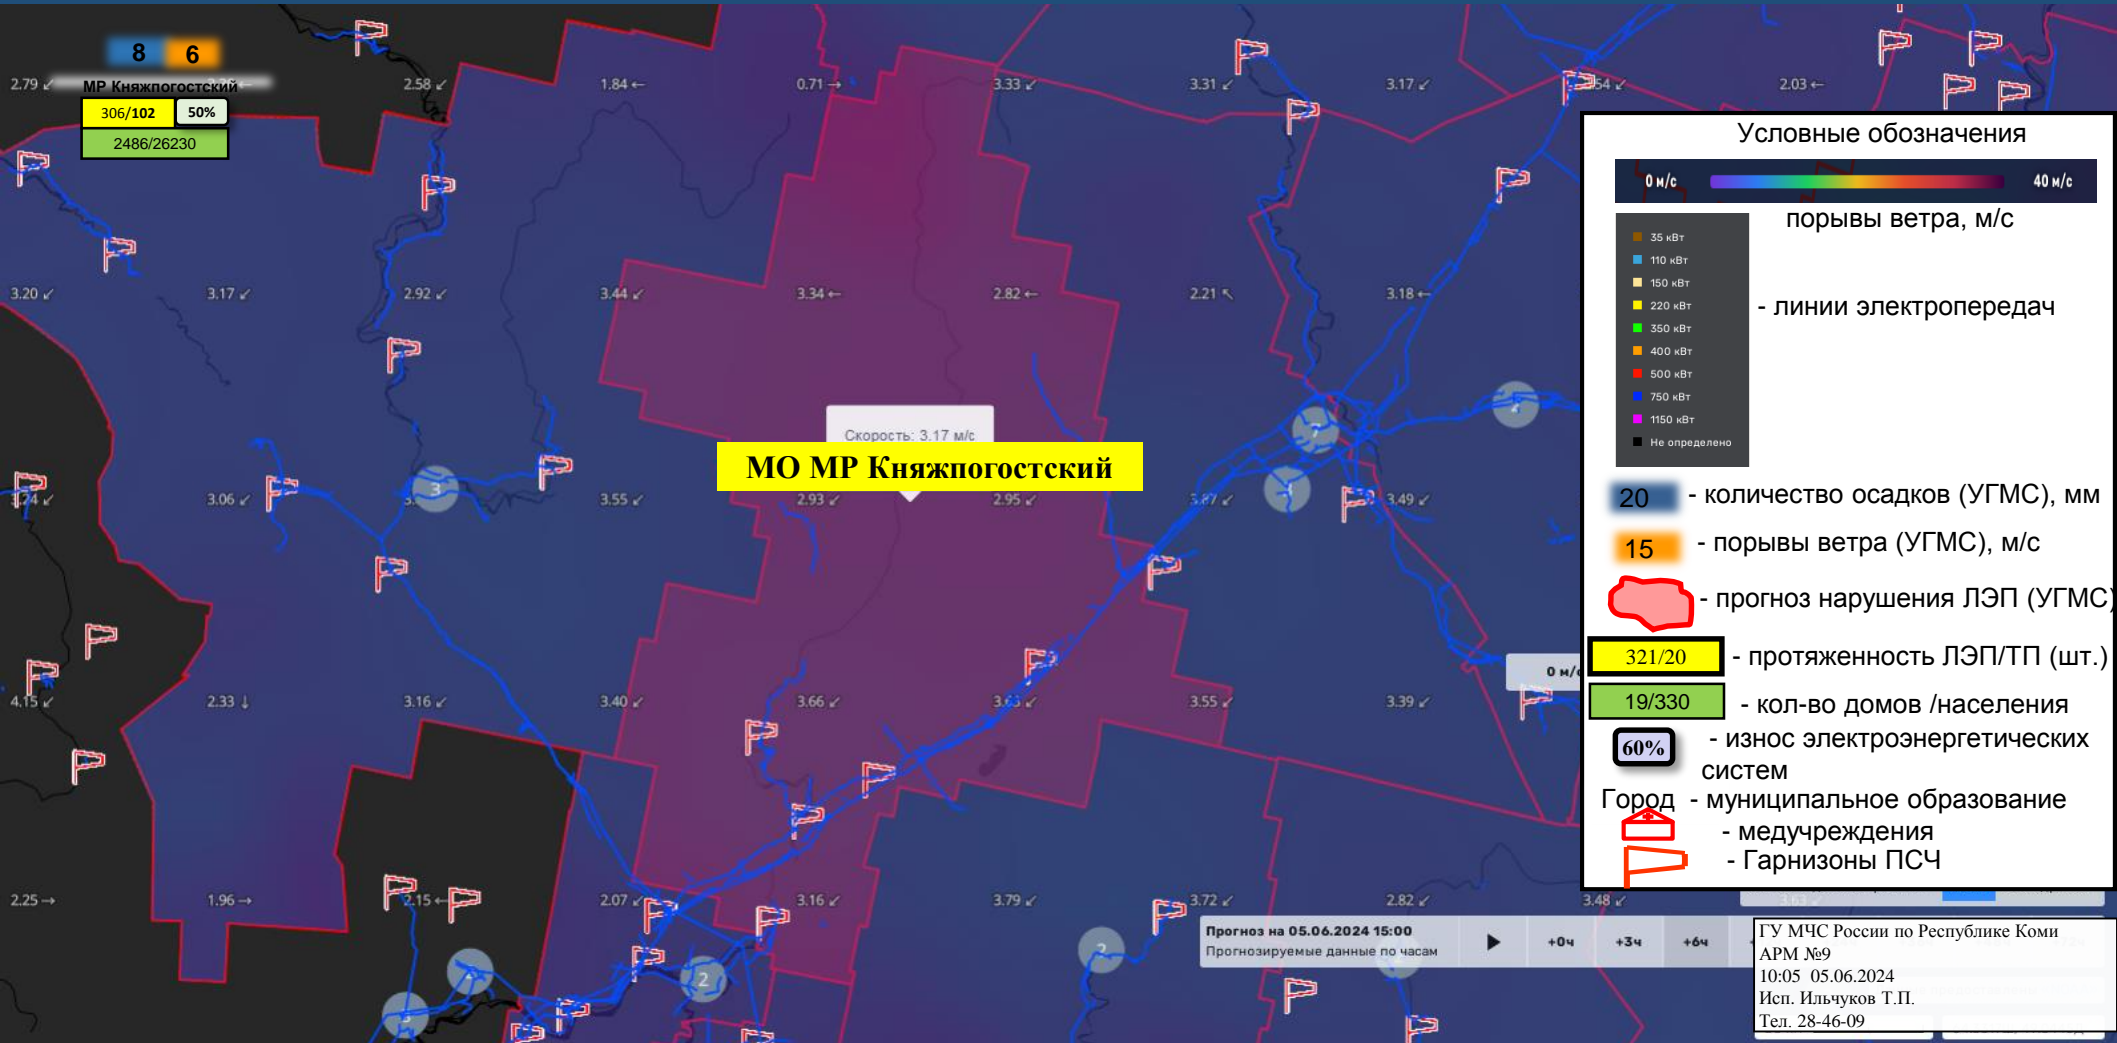 8 6
МР Княжпогостский
306/102 50%
2486/26230
2.79 ↙ 2.58 ↙ 1.84 ← 0.71 → 3.33 ↙ 3.31 ↙ 3.17 ↙ 2.03 ←
3.20 ↙ 3.17 ↙ 2.92 ↙ 3.44 ↙ 3.34 ← 2.82 ← 2.21 ↖ 3.18 ←
Скорость: 3.17 м/с
МО МР Княжпогостский
3.06 ↙ 3.55 ↙ 2.93 ↙ 2.95 ↙ 3.87 ↙ 3.49 ↙
3
7
4.15 ↙ 2.33 ↓ 3.16 ↙ 3.40 ↙ 3.66 ↙ 3.63 ↙ 3.55 ↙ 3.39 ↙
2.25 → 1.96 → 2.15 ← 2.07 ↙ 3.16 ↙ 3.79 ↙ 3.72 ↙ 2.82 ↙ 3.48 ↙
2
2
Условные обозначения
0 м/с 40 м/с
порывы ветра, м/с
35 кВт
110 кВт
150 кВт
220 кВт
350 кВт
400 кВт
500 кВт
750 кВт
1150 кВт
Не определено
- линии электропередач
20 - количество осадков (УГМС), мм
15 - порывы ветра (УГМС), м/с
- прогноз нарушения ЛЭП (УГМС)
321/20 - протяженность ЛЭП/ТП (шт.)
19/330 - кол-во домов /населения
60% - износ электроэнергетических
систем
Город - муниципальное образование
- медучреждения
- Гарнизоны ПСЧ
Прогноз на 05.06.2024 15:00
Прогнозируемые данные по часам
+0ч +3ч +6ч
ГУ МЧС России по Республике Коми
АРМ №9
10:05 05.06.2024
Исп. Ильчуков Т.П.
Тел. 28-46-09